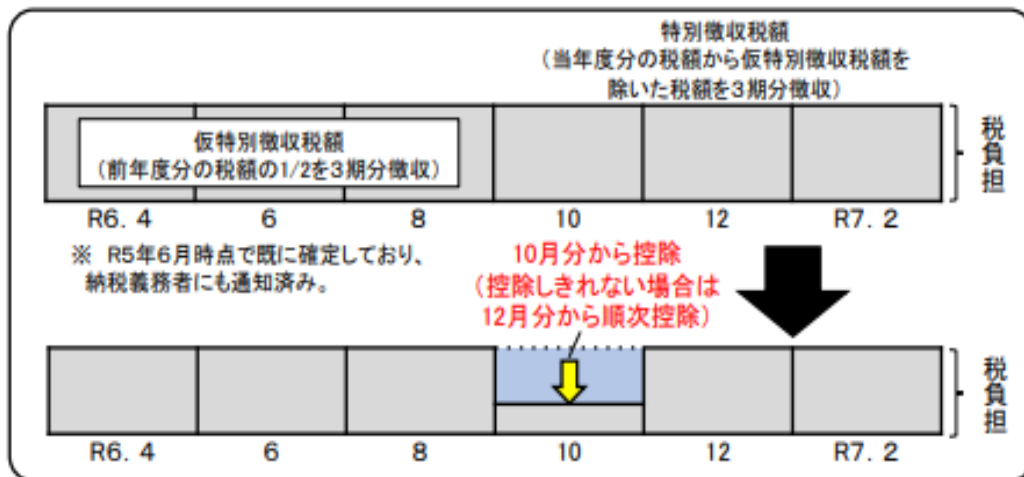 特別徴収税額
（当年度分の税額から仮特別徴収税額を
除いた税額を3期分徴収）
仮特別徴収税額
（前年度分の税額の1/2を3期分徴収）
税負担
R6．4 6 8 10 12 R7．2
※ R5年6月時点で既に確定しており、
納税義務者にも通知済み。
10月分から控除
（控除しきれない場合は
12月分から順次控除）
税負担
R6．4 6 8 10 12 R7．2